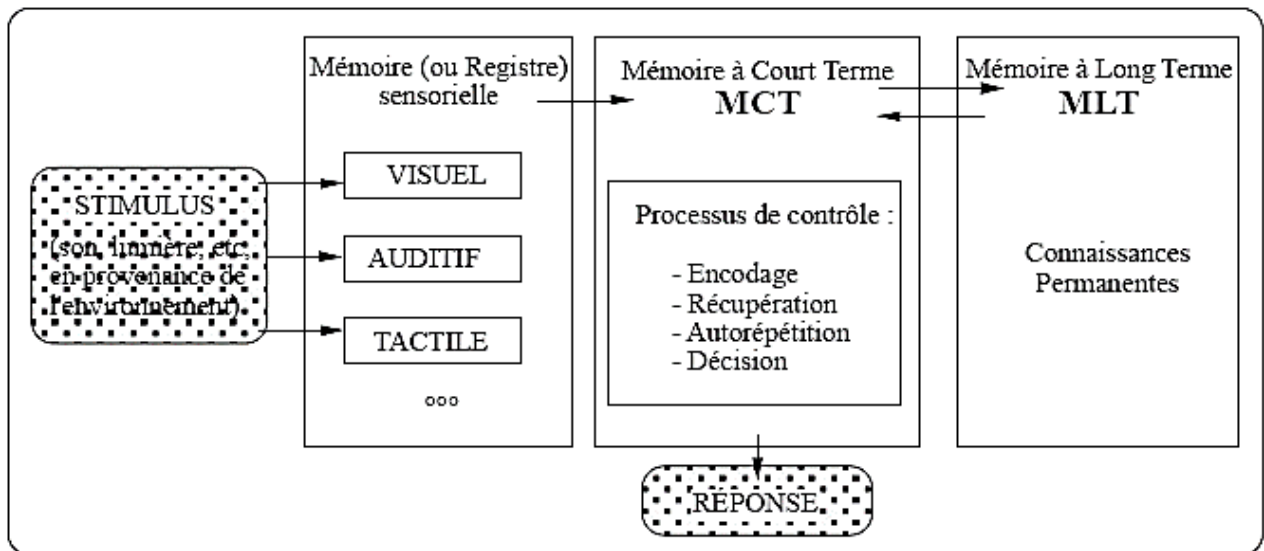 Mémoire (ou Registre)
sensorielle
Mémoire à Court Terme
MCT
Mémoire à Long Terme
MLT
STIMULUS
(son, lumière, etc,
en provenance de
l'environnement)
VISUEL
AUDITIF
TACTILE
ooo
Processus de contrôle :
- Encodage
- Récupération
- Autorépétition
- Décision
Connaissances
Permanentes
RÉPONSE